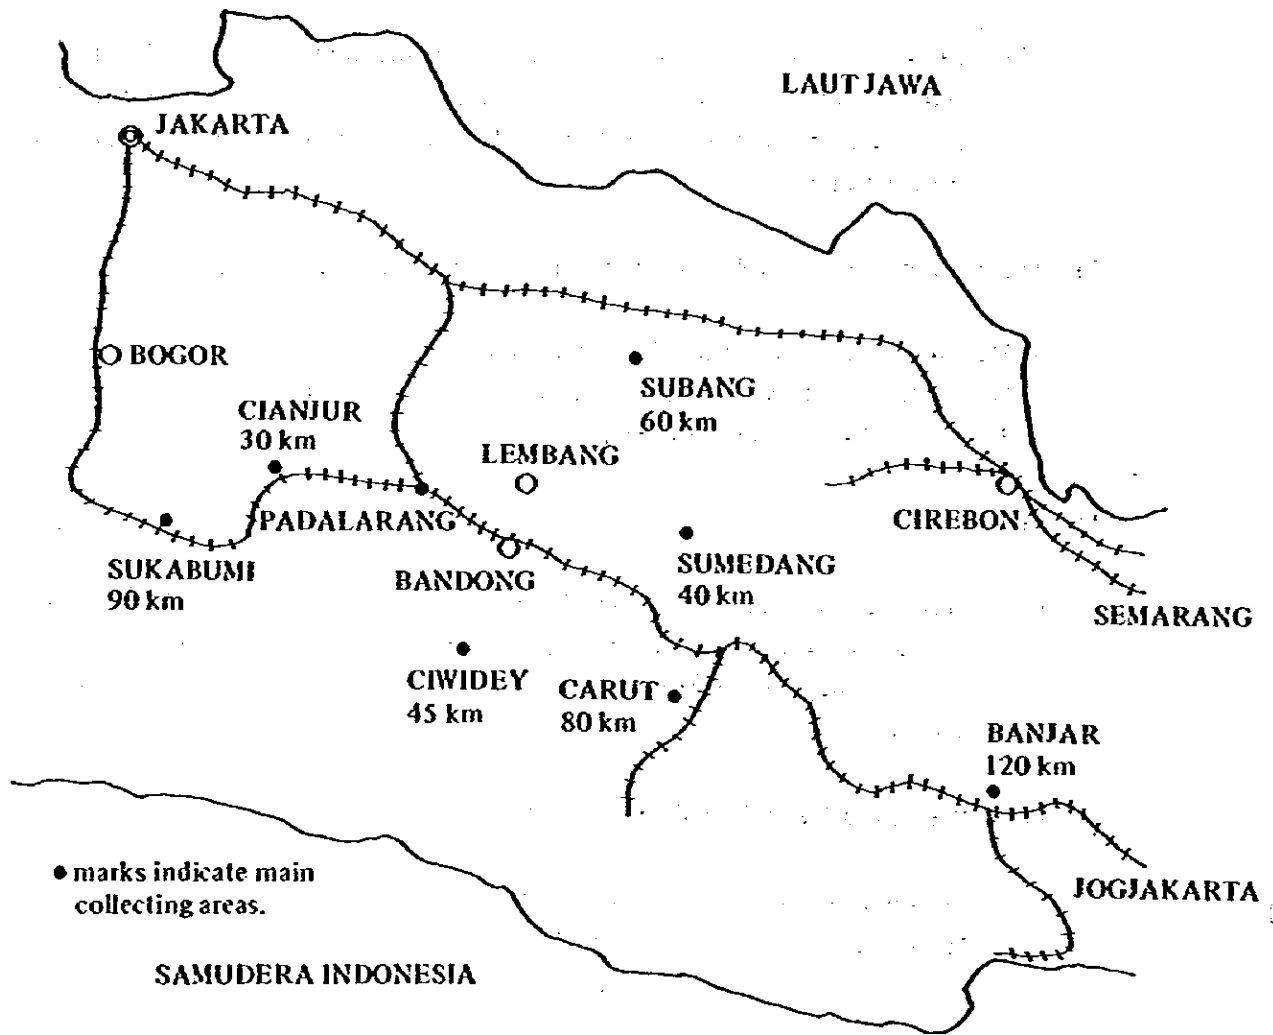 LAUT JAWA
JAKARTA
BOGOR
SUBANG
60 km
CIANJUR
30 km
LEMBANG
PADALARANG
CIREBON
SUKABUMI
90 km
BANDONG
SUMEDANG
40 km
SEMARANG
CIWIDEY
45 km
CARUT
80 km
BANJAR
120 km
marks indicate main
collecting areas.
JOGJAKARTA
SAMUDERA INDONESIA